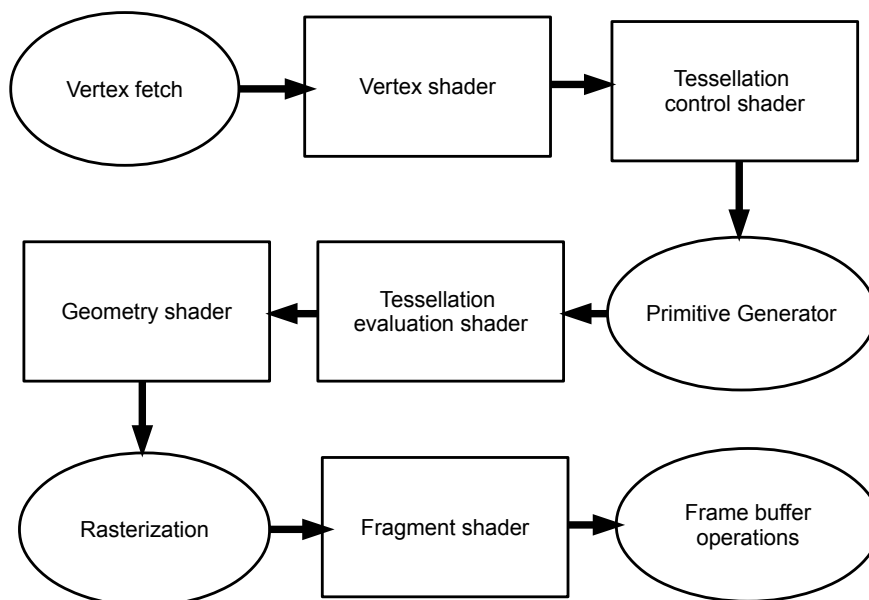 Vertex fetch
Vertex shader
Tessellation
control shader
Geometry shader
Tessellation
evaluation shader
Primitive Generator
Rasterization
Fragment shader
Frame buffer
operations